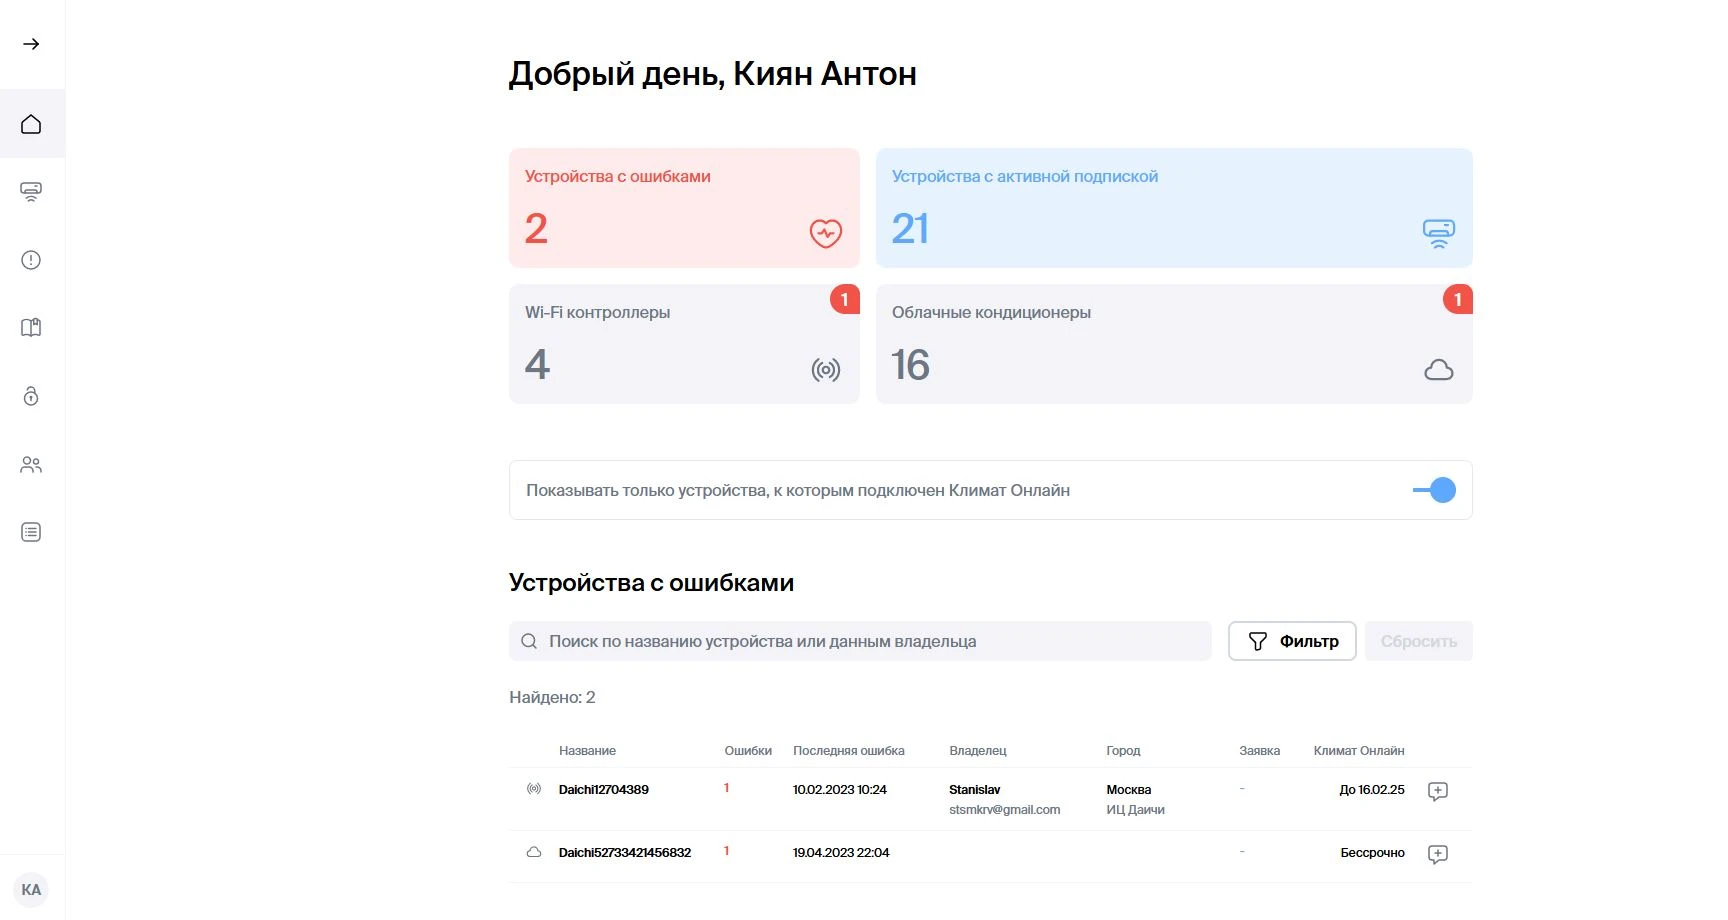 Добрый день, Киян Антон
Устройства с ошибками
2
Устройства с активной подпиской
21
Wi-Fi контроллеры
1
4
Облачные кондиционеры
1
16
Показывать только устройства, к которым подключен Климат Онлайн
Устройства с ошибками
Поиск по названию устройства или данным владельца
Фильтр
Сбросить
Найдено: 2
Название Ошибки Последняя ошибка Владелец Город Заявка Климат Онлайн
Daichi12704389 1 10.02.2023 10:24 Stanislav Москва - До 16.02.25
stsmkrv@gmail.com ИЦ Даичи
Daichi52733421456832 1 19.04.2023 22:04 - Бессрочно
КА